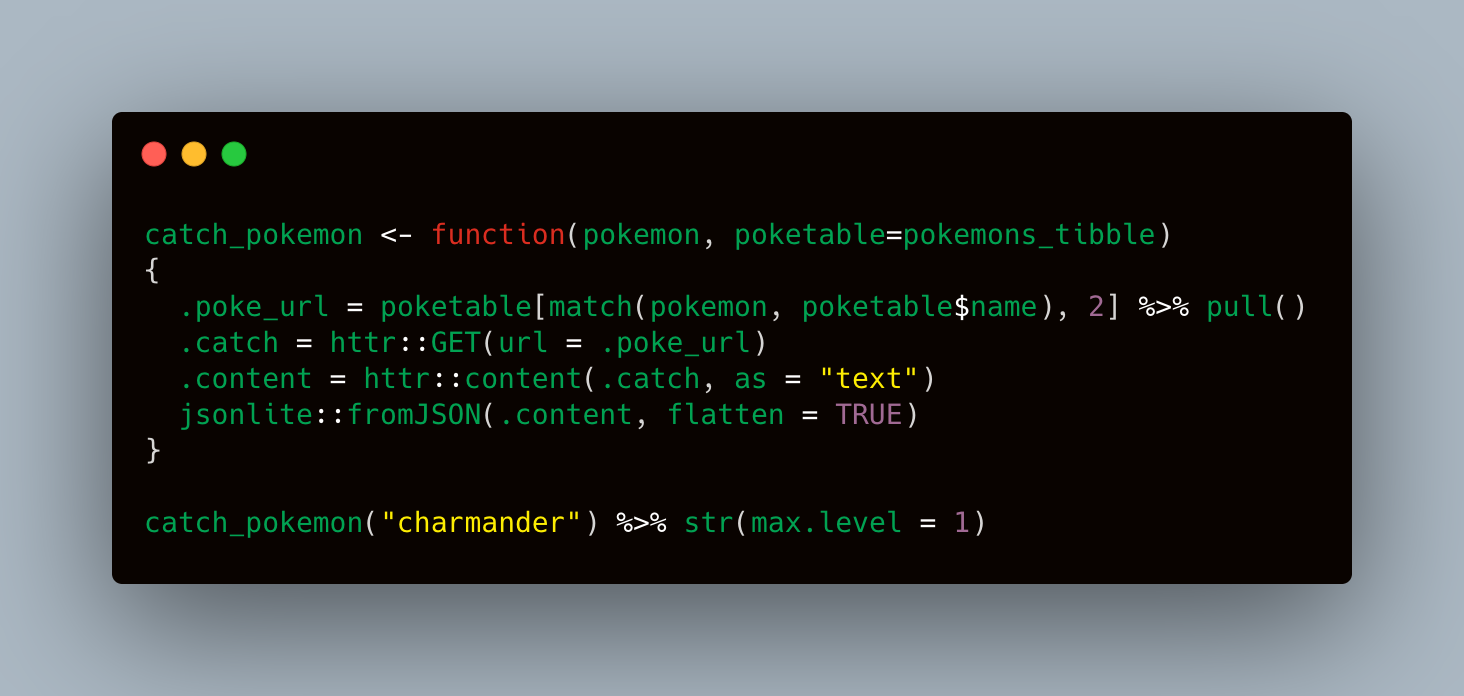 catch_pokemon <- function(pokemon, poketable=pokemons_tibble)
{
  .poke_url = poketable[match(pokemon, poketable$name), 2] %>% pull()
  .catch = httr::GET(url = .poke_url)
  .content = httr::content(.catch, as = "text")
  jsonlite::fromJSON(.content, flatten = TRUE)
}
catch_pokemon("charmander") %>% str(max.level = 1)